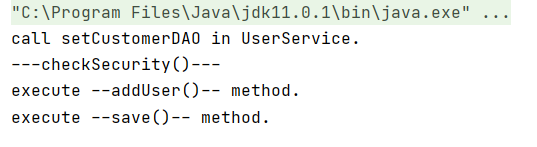 "C:\Program Files\Java\jdk11.0.1\bin\java.exe" ...
call setCustomerDAO in UserService.
---checkSecurity()---
execute --addUser()-- method.
execute --save()-- method.